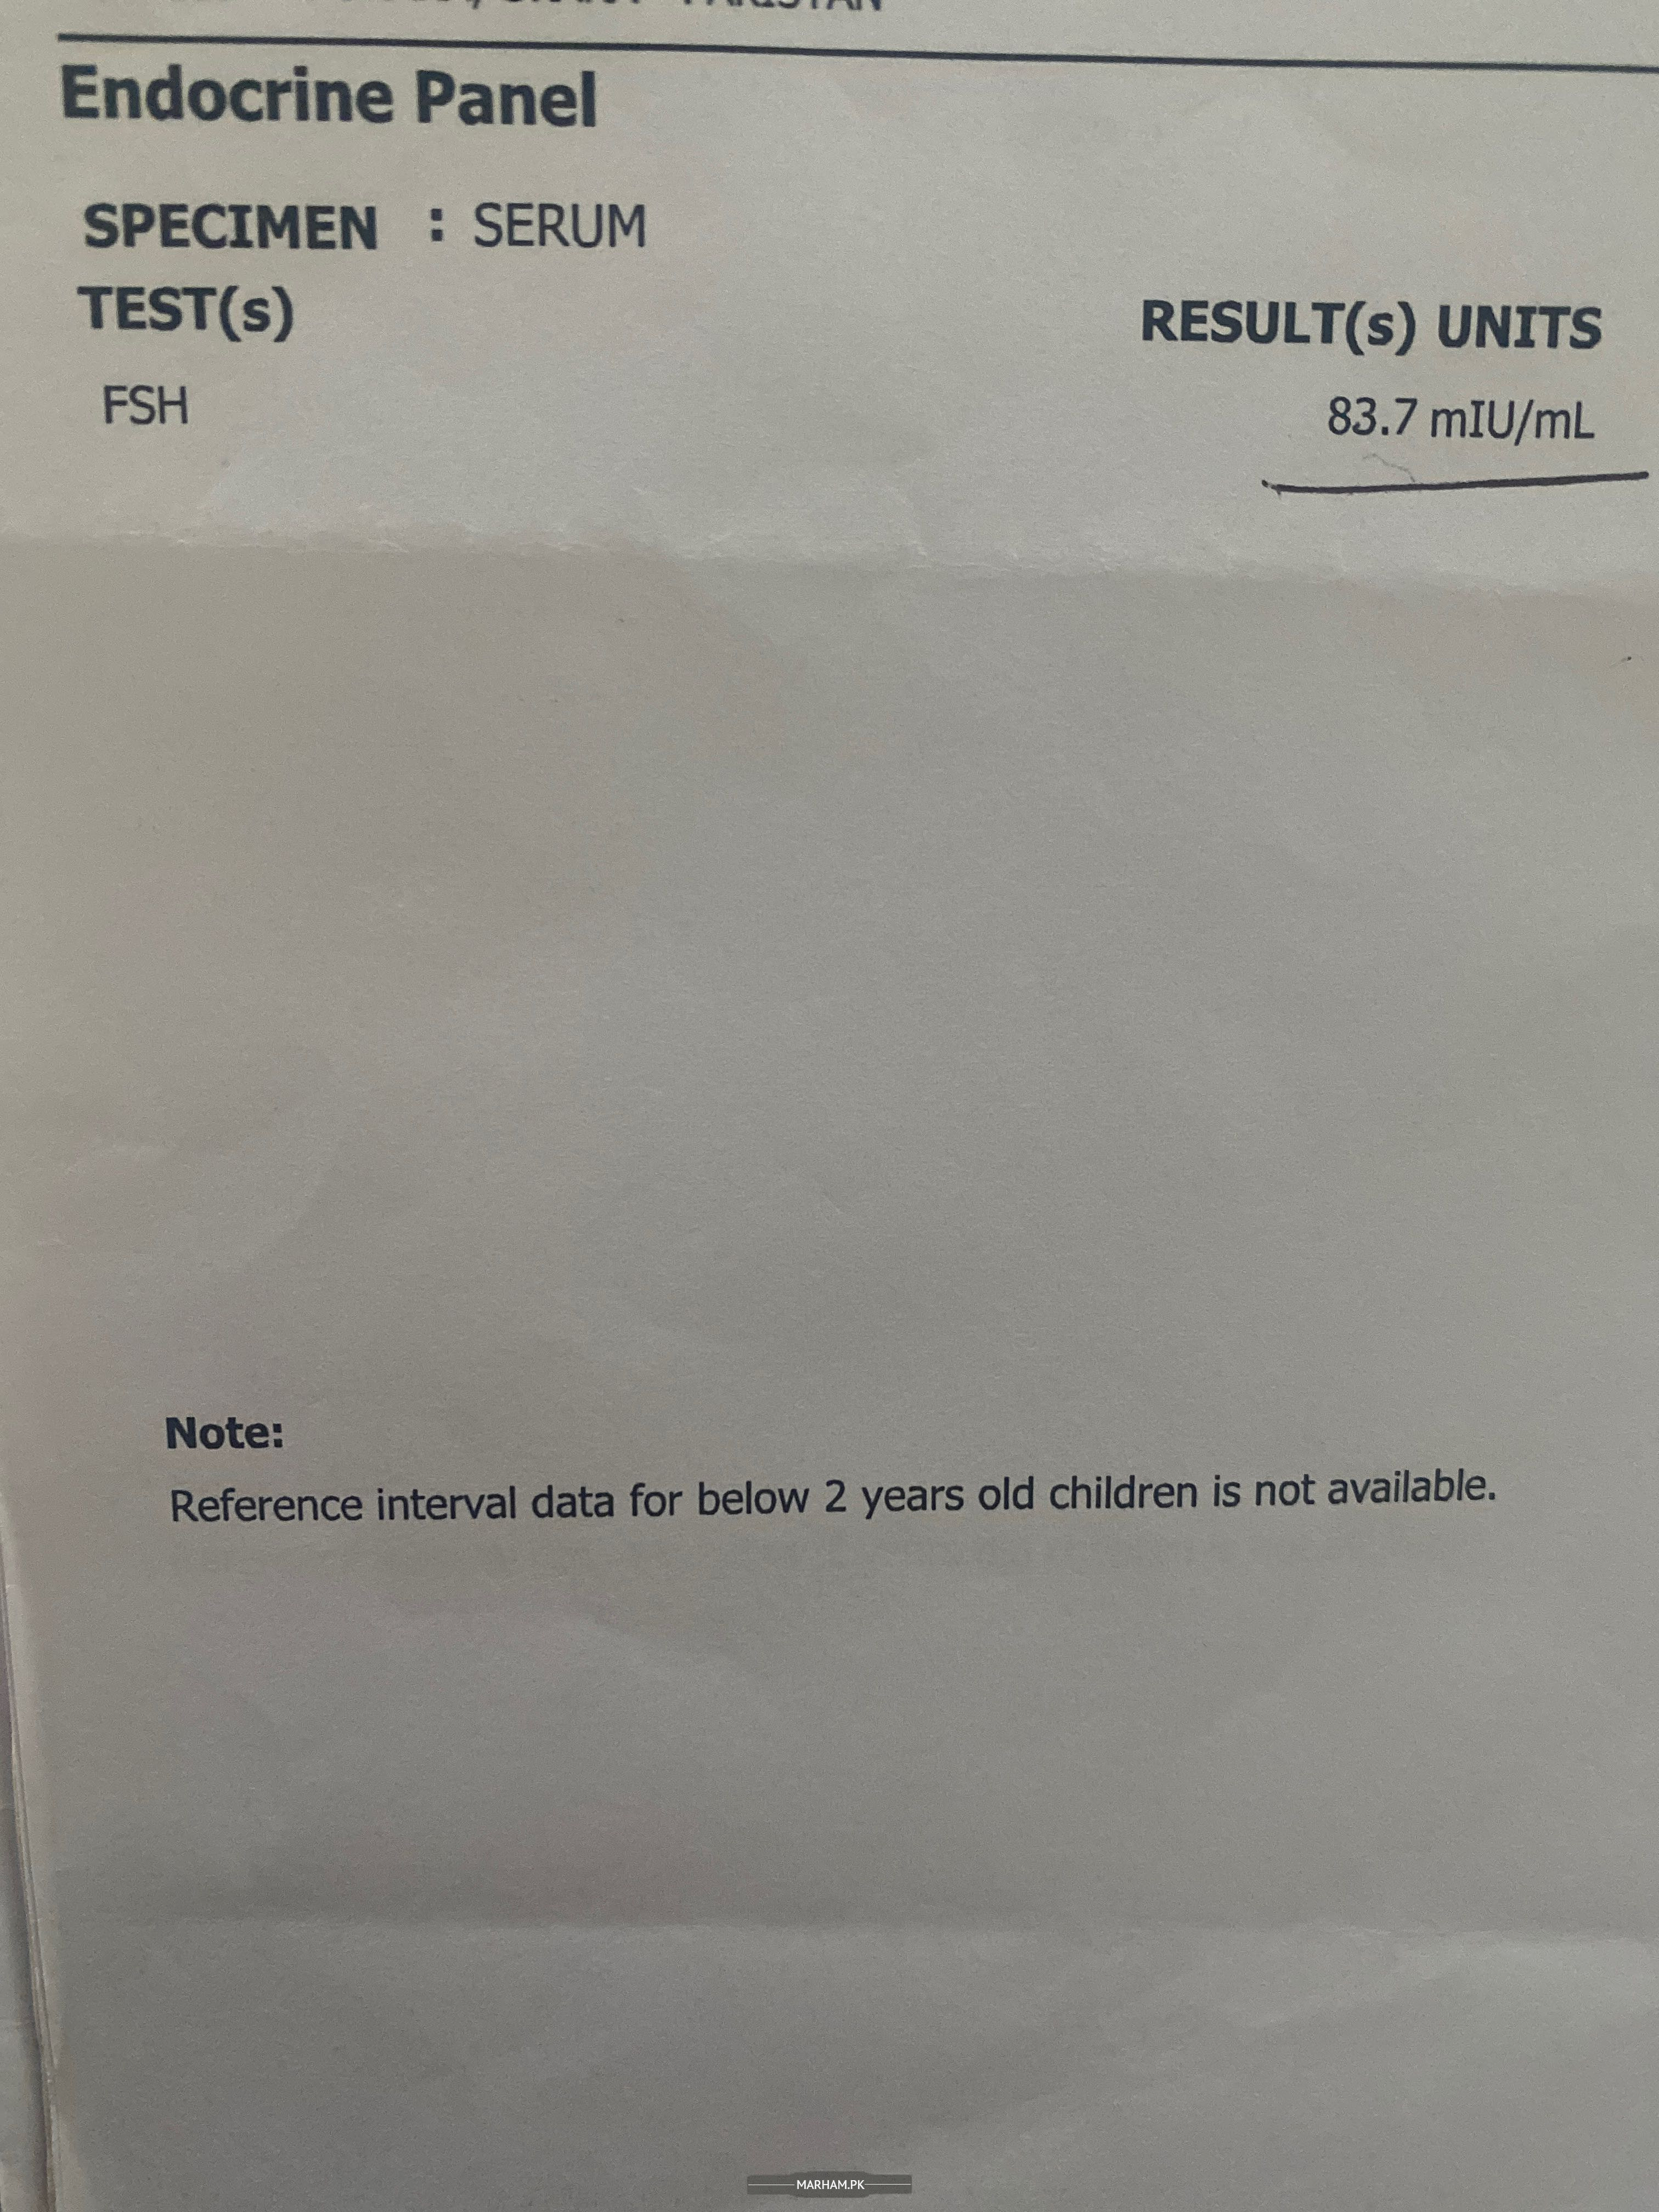 PAKISTAN
Endocrine Panel
SPECIMEN : SERUM
TEST(s) RESULT(s) UNITS
FSH 83.7 mIU/mL
Note:
Reference interval data for below 2 years old children is not available.
MARHAM.PK